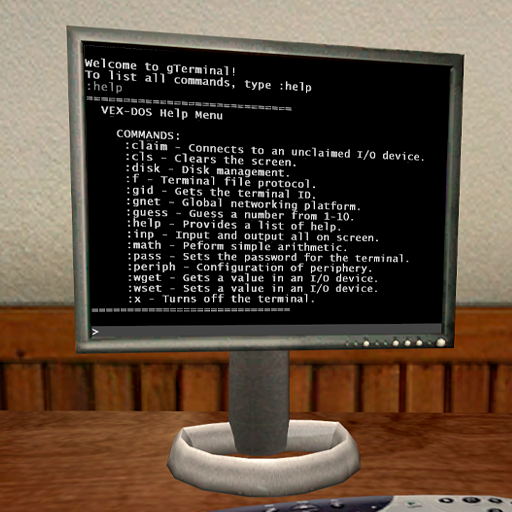 Welcome to gTerminal!
To list all commands, type :help
:help
============================
VEX-DOS Help Menu
COMMANDS:
:claim - Connects to an unclaimed I/O device.
:cls - Clears the screen.
:disk - Disk management.
:f - Terminal file protocol.
:gid - Gets the terminal ID.
:gnet - Global networking platform.
:guess - Guess a number from 1-10.
:help - Provides a list of help.
:inp - Input and output all on screen.
:math - Peform simple arithmetic.
:pass - Sets the password for the terminal.
:periph - Configuration of periphery.
:wget - Gets a value in an I/O device.
:wset - Sets a value in an I/O device.
:x - Turns off the terminal.
============================
>